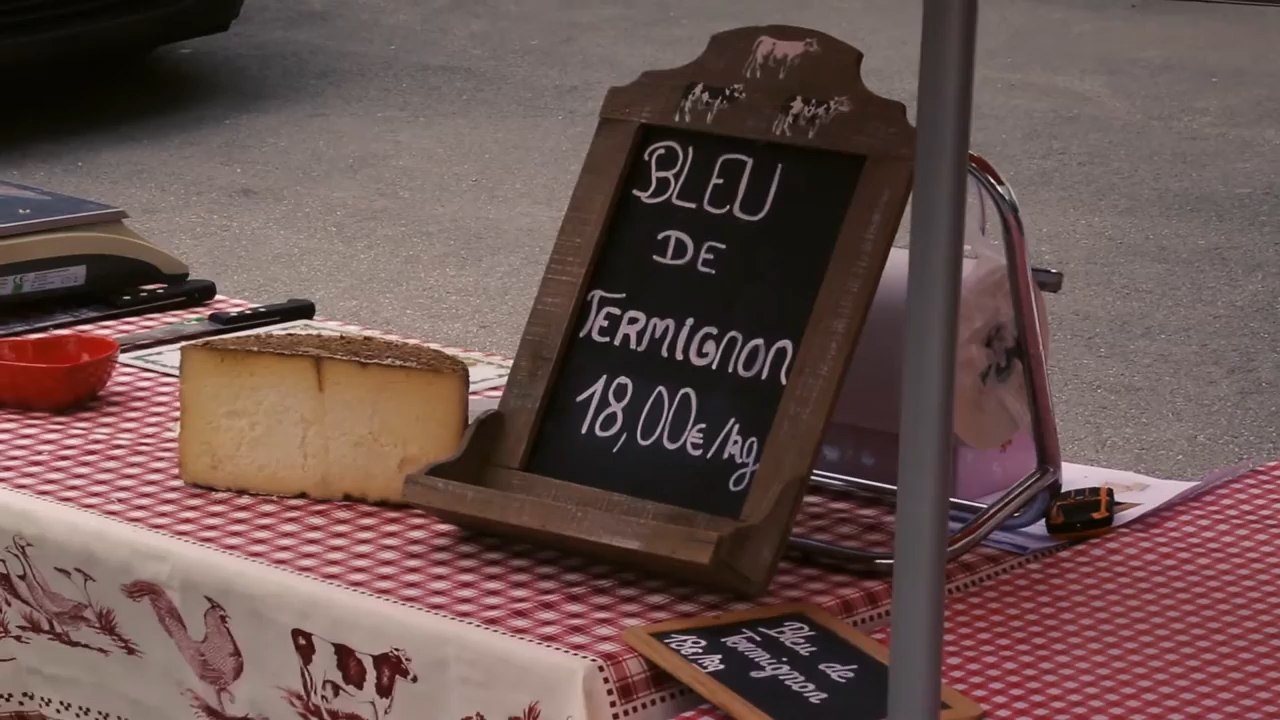 BLEU
DE
TERMIGNON
18,00€/kg
Bleu de
Termignon
18€/kg